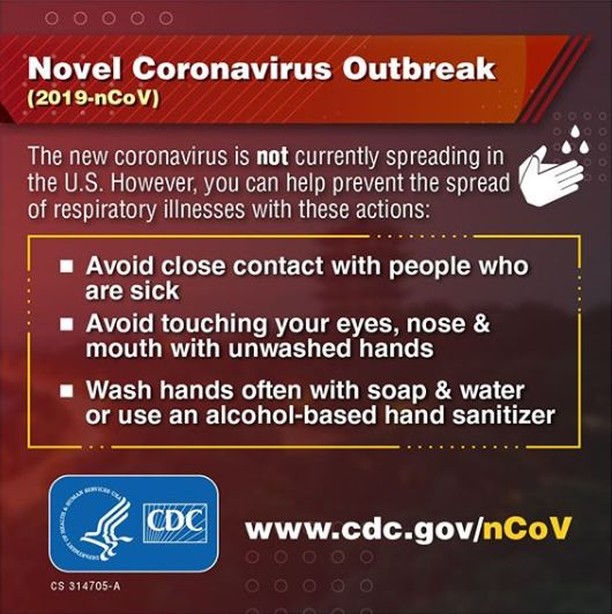 Novel Coronavirus Outbreak
(2019-nCoV)
The new coronavirus is not currently spreading in
the U.S. However, you can help prevent the spread
of respiratory illnesses with these actions:
■ Avoid close contact with people who
are sick
■ Avoid touching your eyes, nose &
mouth with unwashed hands
■ Wash hands often with soap & water
or use an alcohol-based hand sanitizer
DEPARTMENT OF HEALTH & HUMAN SERVICES USA
CDC
www.cdc.gov/nCoV
CS 314705-A